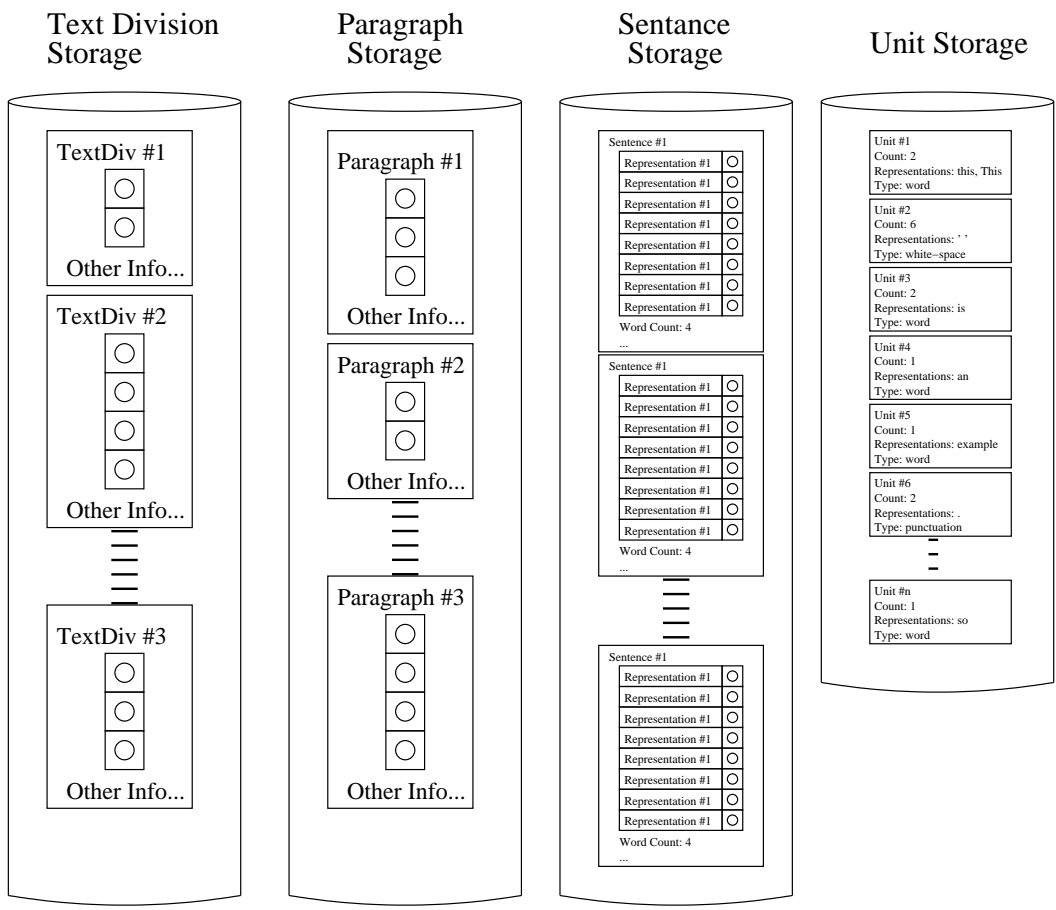 Text Division
Storage
TextDiv #1
Other Info...
TextDiv #2
Other Info...
TextDiv #3
Other Info...
Paragraph
Storage
Paragraph #1
Other Info...
Paragraph #2
Other Info...
Paragraph #3
Other Info...
Sentance
Storage
Sentence #1
Representation #1
Representation #1
Representation #1
Representation #1
Representation #1
Representation #1
Representation #1
Representation #1
Word Count: 4
...
Sentence #1
Representation #1
Representation #1
Representation #1
Representation #1
Representation #1
Representation #1
Representation #1
Representation #1
Word Count: 4
...
Sentence #1
Representation #1
Representation #1
Representation #1
Representation #1
Representation #1
Representation #1
Representation #1
Representation #1
Word Count: 4
...
Unit Storage
Unit #1
Count: 2
Representations: this, This
Type: word
Unit #2
Count: 6
Representations: ’ ’
Type: white−space
Unit #3
Count: 2
Representations: is
Type: word
Unit #4
Count: 1
Representations: an
Type: word
Unit #5
Count: 1
Representations: example
Type: word
Unit #6
Count: 2
Representations: .
Type: punctuation
Unit #n
Count: 1
Representations: so
Type: word